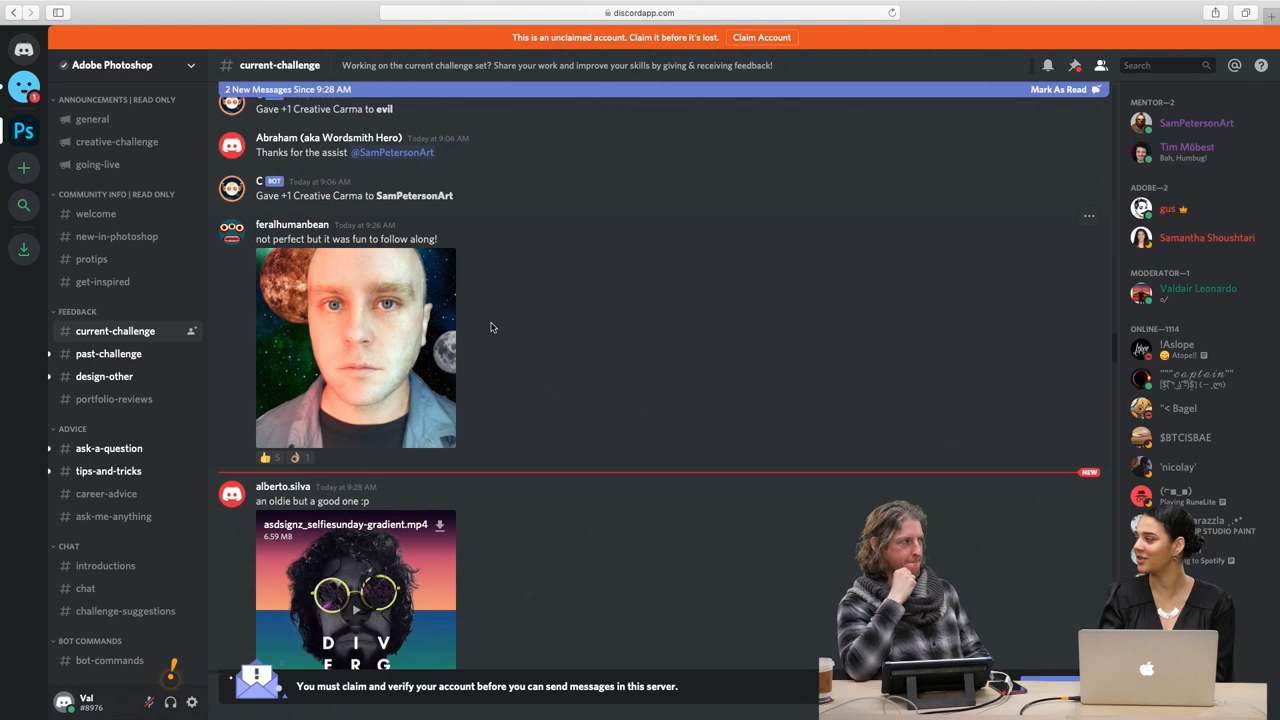 discordapp.com
This is an unclaimed account. Claim it before it's lost.
Claim Account
Adobe Photoshop
# current-challenge
Working on the current challenge set? Share your work and improve your skills by giving & receiving feedback!
Search
2 New Messages Since 9:28 AM
Mark As Read
1
Ps
ANNOUNCEMENTS | READ ONLY
general
creative-challenge
going-live
COMMUNITY INFO | READ ONLY
# welcome
# new-in-photoshop
# protips
# get-inspired
FEEDBACK
# current-challenge
# past-challenge
# design-other
# portfolio-reviews
ADVICE
# ask-a-question
# tips-and-tricks
# career-advice
# ask-me-anything
CHAT
# introductions
# chat
# challenge-suggestions
BOT COMMANDS
# bot-commands
Val
#8976
Gave +1 Creative Carma to evil
Abraham (aka Wordsmith Hero) Today at 9:06 AM
Thanks for the assist @SamPetersonArt
C BOT Today at 9:06 AM
Gave +1 Creative Carma to SamPetersonArt
feralhumanbean Today at 9:26 AM
not perfect but it was fun to follow along!
5
1
NEW
alberto.silva Today at 9:28 AM
an oldie but a good one :p
asdsignz_selfiesunday-gradient.mp4
6.59 MB
D I V
E R G
You must claim and verify your account before you can send messages in this server.
MENTOR—2
SamPetersonArt
Tim Möbest
Bah, Humbug!
ADOBE—2
gus
Samantha Shoushtari
MODERATOR—1
Valdair Leonardo
o/
ONLINE—1114
!Aslope
Atope!!
"< Bagel
$BTCISBAE
'nicolay'
Playing RuneLite
STUDIO PAINT
to Spotify